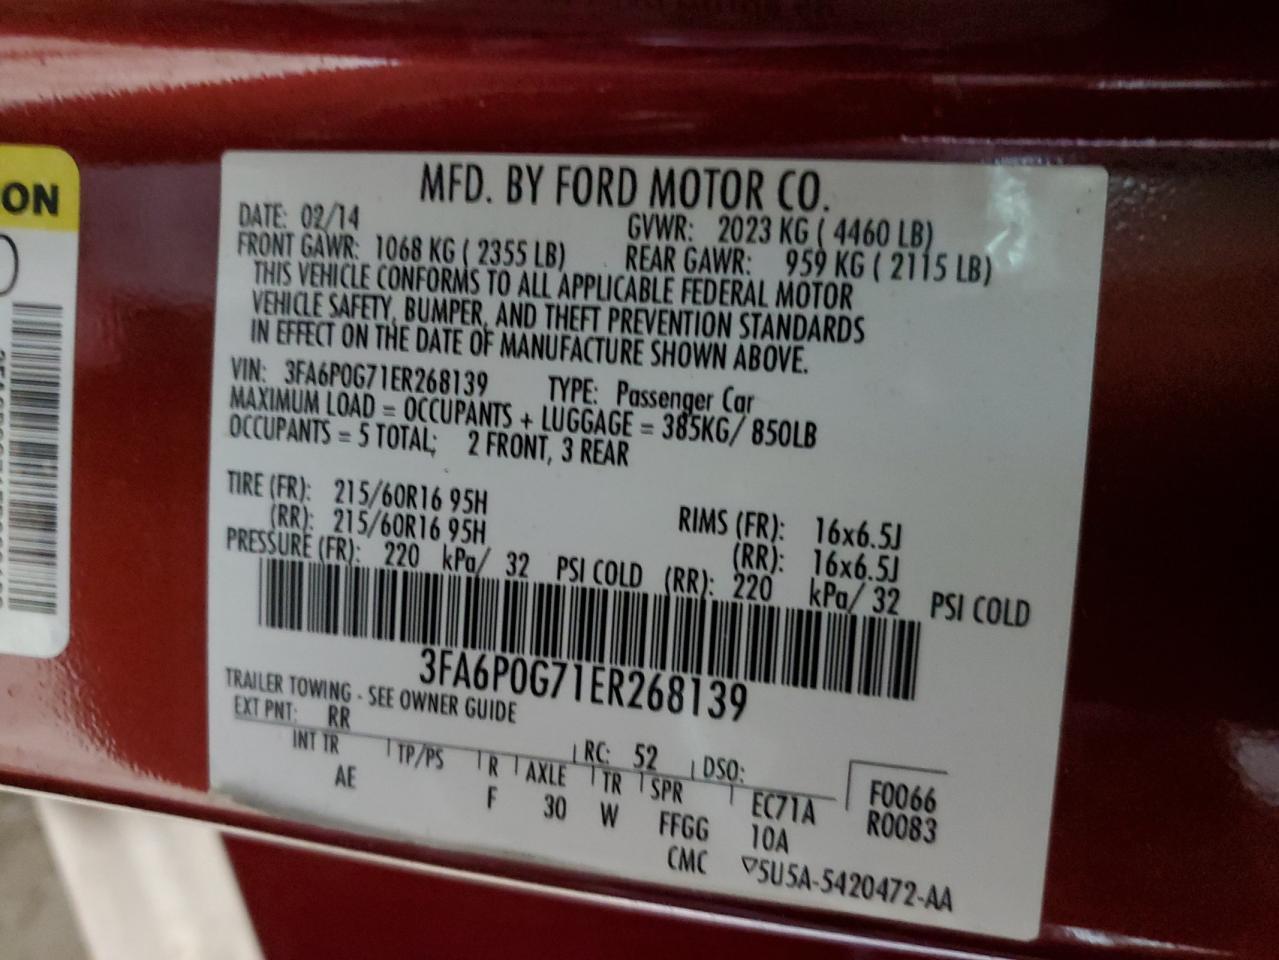 ON
MFD. BY FORD MOTOR CO.
DATE: 02/14 GVWR: 2023 KG ( 4460 LB)
FRONT GAWR: 1068 KG ( 2355 LB) REAR GAWR: 959 KG ( 2115 LB)
THIS VEHICLE CONFORMS TO ALL APPLICABLE FEDERAL MOTOR
VEHICLE SAFETY, BUMPER, AND THEFT PREVENTION STANDARDS
IN EFFECT ON THE DATE OF MANUFACTURE SHOWN ABOVE.
VIN: 3FA6P0G71ER268139 TYPE: Passenger Car
MAXIMUM LOAD = OCCUPANTS + LUGGAGE = 385KG/ 850LB
OCCUPANTS = 5 TOTAL; 2 FRONT, 3 REAR
TIRE (FR): 215/60R16 95H RIMS (FR): 16x6.5J
(RR): 215/60R16 95H (RR): 16x6.5J
PRESSURE (FR): 220 kPa/ 32 PSI COLD (RR): 220 kPa/ 32 PSI COLD
3FA6P0G71ER268139
TRAILER TOWING - SEE OWNER GUIDE
EXT PNT: RR RC: 52 DSO:
INT TR TP/PS R AXLE TR SPR EC71A F0066
AE F 30 W FFGG 10A R0083
CMC ▽5U5A-5420472-AA